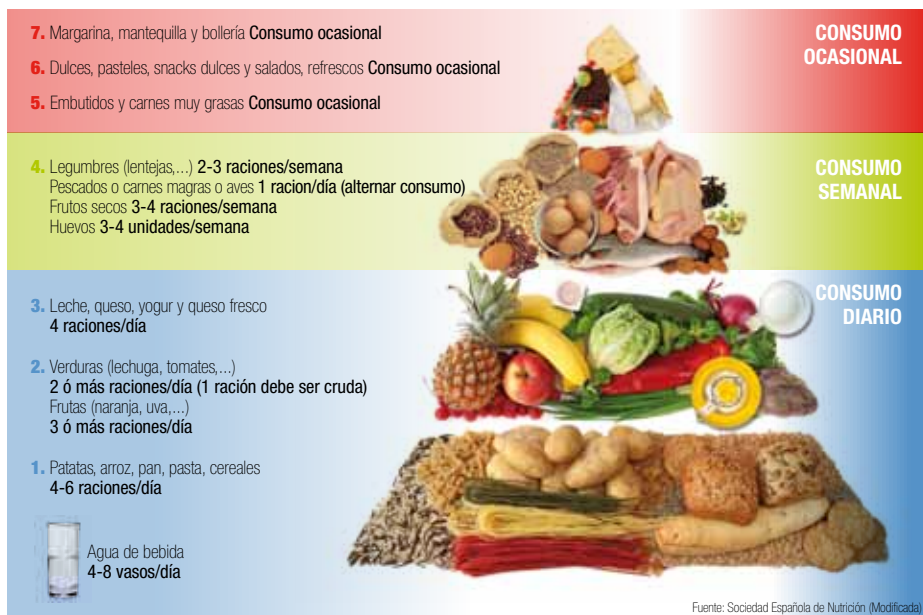 7. Margarina, mantequilla y bollería Consumo ocasional
6. Dulces, pasteles, snacks dulces y salados, refrescos Consumo ocasional
5. Embutidos y carnes muy grasas Consumo ocasional
CONSUMO
OCASIONAL
4. Legumbres (lentejas,...) 2-3 raciones/semana
Pescados o carnes magras o aves 1 racion/día (alternar consumo)
Frutos secos 3-4 raciones/semana
Huevos 3-4 unidades/semana
CONSUMO
SEMANAL
3. Leche, queso, yogur y queso fresco
4 raciones/día
CONSUMO
DIARIO
2. Verduras (lechuga, tomates,...)
2 ó más raciones/día (1 ración debe ser cruda)
Frutas (naranja, uva,...)
3 ó más raciones/día
1. Patatas, arroz, pan, pasta, cereales
4-6 raciones/día
Agua de bebida
4-8 vasos/día
Fuente: Sociedad Española de Nutrición (Modificada)